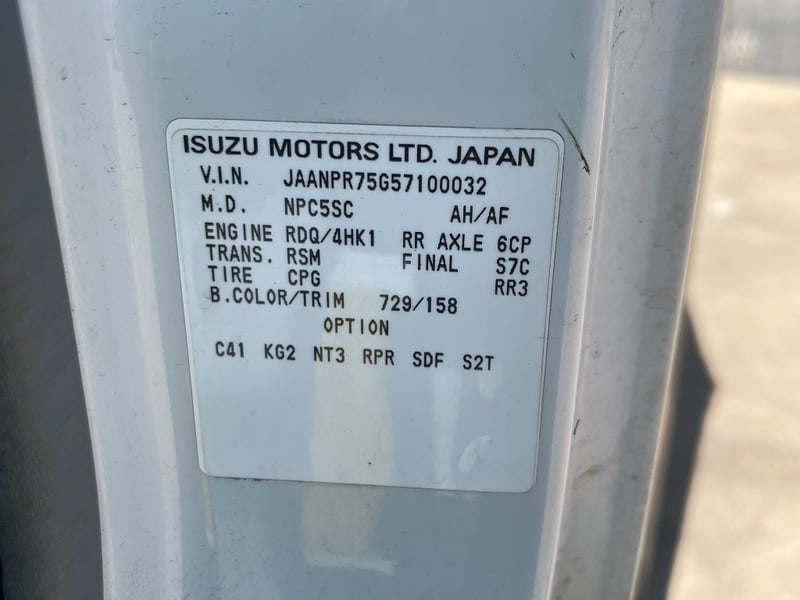 ISUZU MOTORS LTD. JAPAN
V.I.N. JAANPR75G57100032
M.D. NPC5SC AH/AF
ENGINE RDQ/4HK1 RR AXLE 6CP
TRANS. RSM FINAL S7C
TIRE CPG RR3
B.COLOR/TRIM 729/158
OPTION
C41 KG2 NT3 RPR SDF S2T